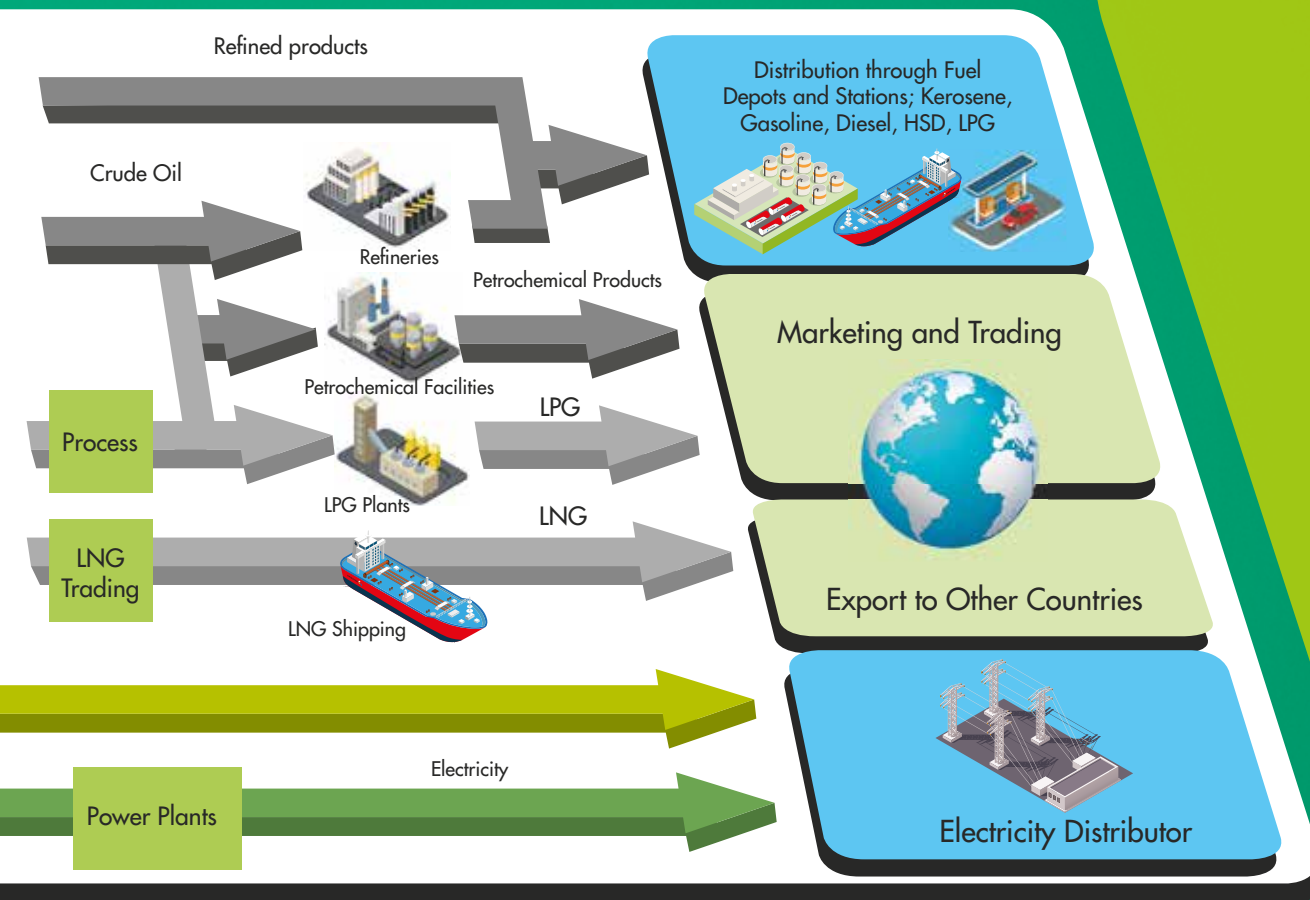 Refined products
Distribution through Fuel
Depots and Stations; Kerosene,
Gasoline, Diesel, HSD, LPG
Crude Oil
Refineries
Petrochemical Products
Marketing and Trading
Petrochemical Facilities
LPG
Process
LPG Plants
LNG
LNG
Trading
Export to Other Countries
LNG Shipping
Electricity
Power Plants
Electricity Distributor